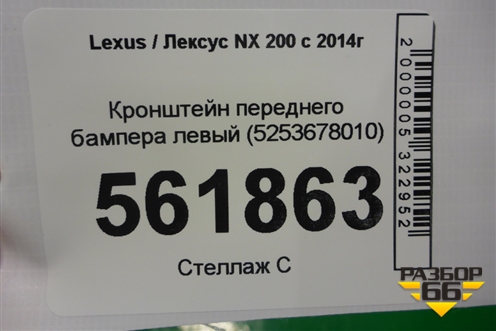 Lexus / Лексус NX 200 с 2014г
Кронштейн переднего
бампера левый (5253678010)
561863
Стеллаж С
2000005322952
РАЗБОР
66